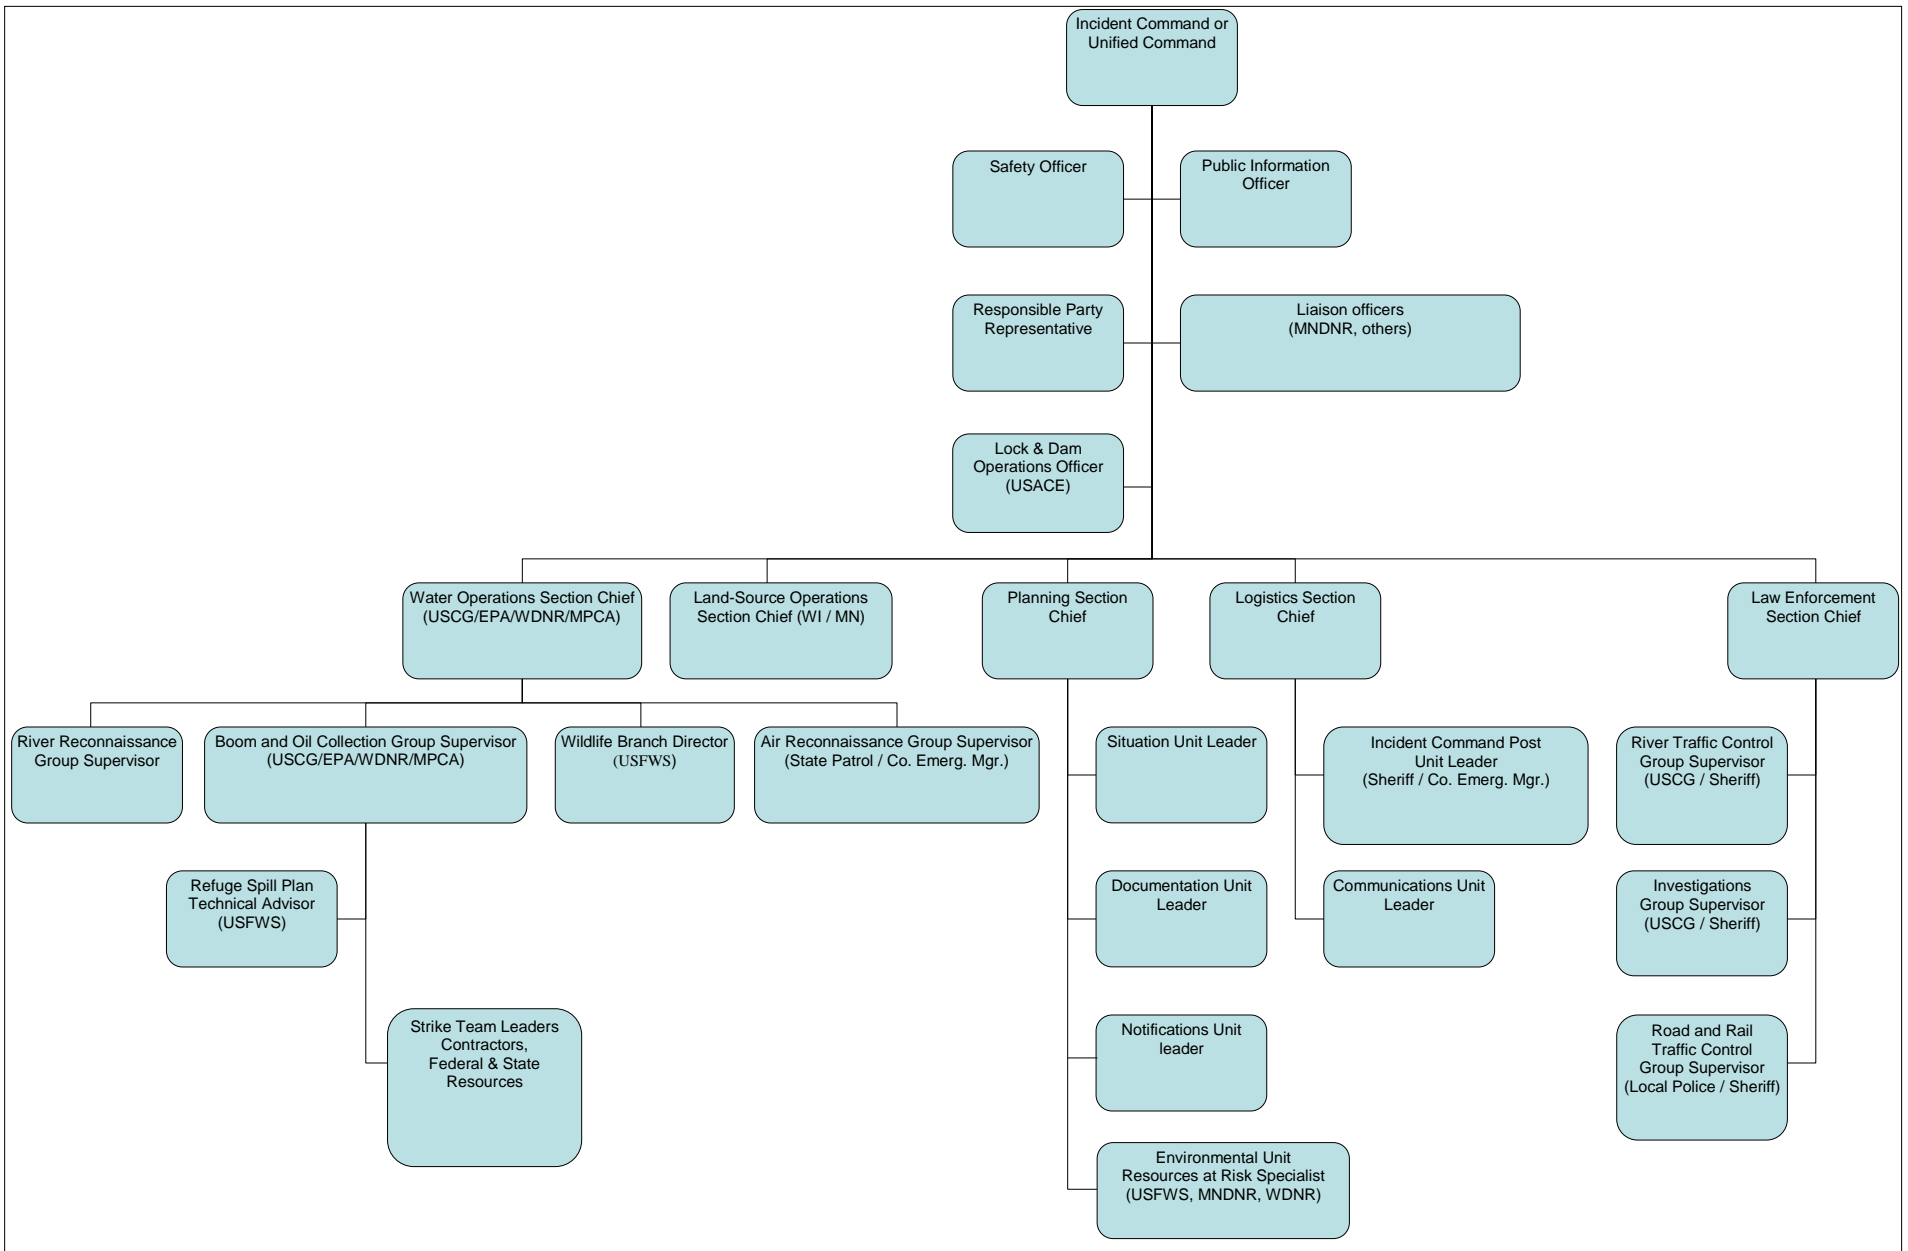 Incident Command or
Unified Command
Safety Officer
Public Information
Officer
Responsible Party
Representative
Liaison officers
(MNDNR, others)
Lock & Dam
Operations Officer
(USACE)
Water Operations Section Chief
(USCG/EPA/WDNR/MPCA)
Land-Source Operations
Section Chief (WI / MN)
Planning Section
Chief
Logistics Section
Chief
Law Enforcement
Section Chief
River Reconnaissance
Group Supervisor
Boom and Oil Collection Group Supervisor
(USCG/EPA/WDNR/MPCA)
Wildlife Branch Director
(USFWS)
Air Reconnaissance Group Supervisor
(State Patrol / Co. Emerg. Mgr.)
Situation Unit Leader
Incident Command Post
Unit Leader
(Sheriff / Co. Emerg. Mgr.)
River Traffic Control
Group Supervisor
(USCG / Sheriff)
Refuge Spill Plan
Technical Advisor
(USFWS)
Documentation Unit
Leader
Communications Unit
Leader
Investigations
Group Supervisor
(USCG / Sheriff)
Strike Team Leaders
Contractors,
Federal & State
Resources
Notifications Unit
leader
Road and Rail
Traffic Control
Group Supervisor
(Local Police / Sheriff)
Environmental Unit
Resources at Risk Specialist
(USFWS, MNDNR, WDNR)